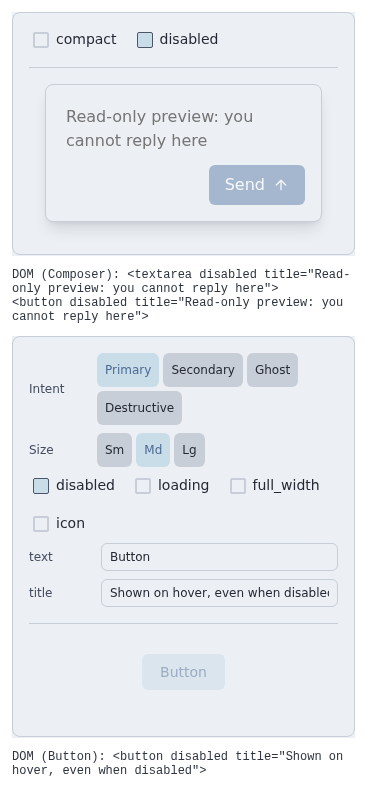 compact disabled
Read-only preview: you
cannot reply here
Send ↑
DOM (Composer): <textarea disabled title="Read-
only preview: you cannot reply here">
<button disabled title="Read-only preview: you
cannot reply here">
Intent Primary Secondary Ghost
Destructive
Size Sm Md Lg
disabled loading full_width
icon
text Button
title Shown on hover, even when disabled
Button
DOM (Button): <button disabled title="Shown on
hover, even when disabled">